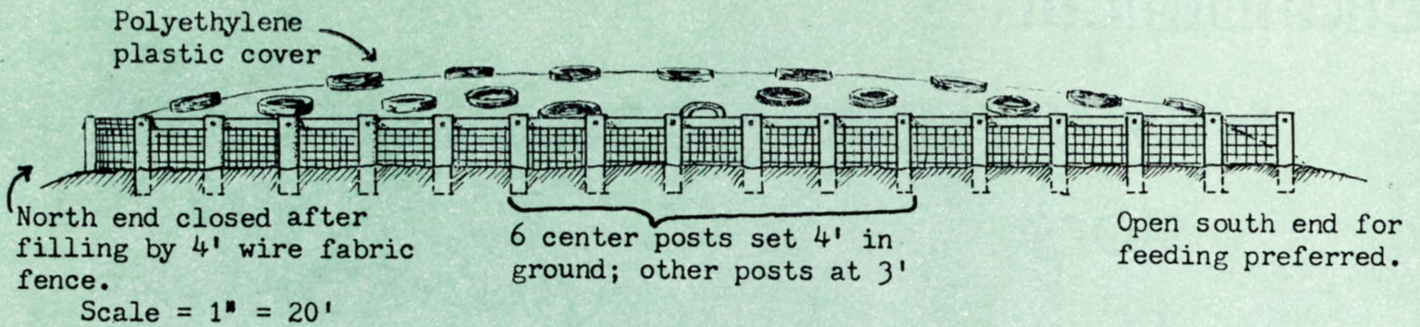 Polyethylene
plastic cover
North end closed after
filling by 4' wire fabric
fence.
Scale = 1" = 20'
6 center posts set 4' in
ground; other posts at 3'
Open south end for
feeding preferred.